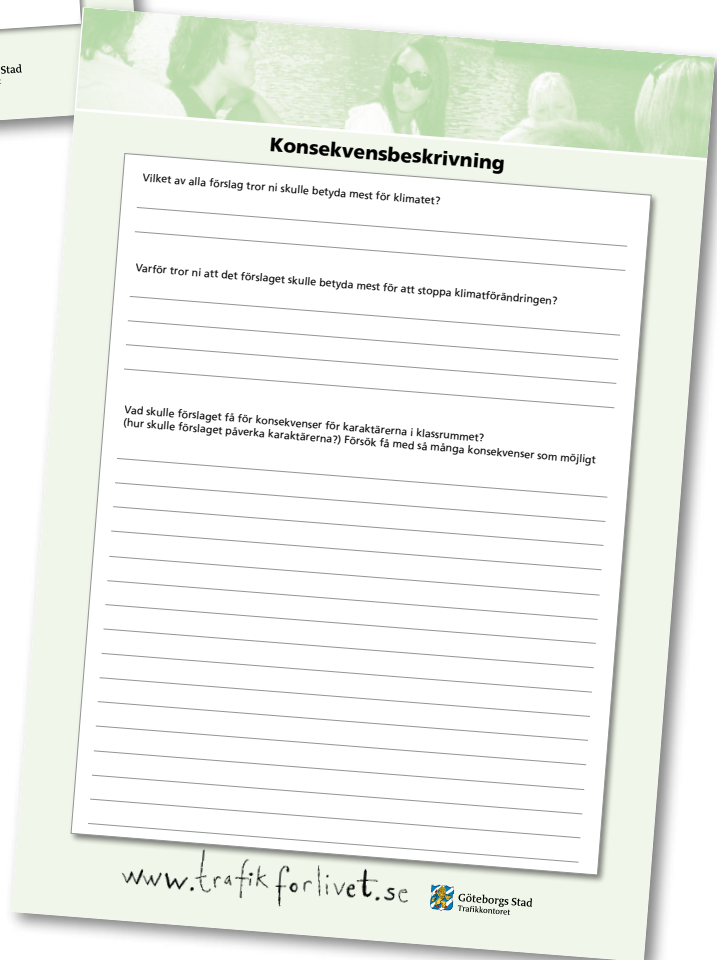 Stad
Konsekvensbeskrivning
Vilket av alla förslag tror ni skulle betyda mest för klimatet?
Varför tror ni att det förslaget skulle betyda mest för att stoppa klimatförändringen?
Vad skulle förslaget få för konsekvenser för karaktärerna i klassrummet?
(hur skulle förslaget påverka karaktärerna?) Försök få med så många konsekvenser som möjligt
www.trafikforlivet.se
Göteborgs Stad
Trafikkontoret